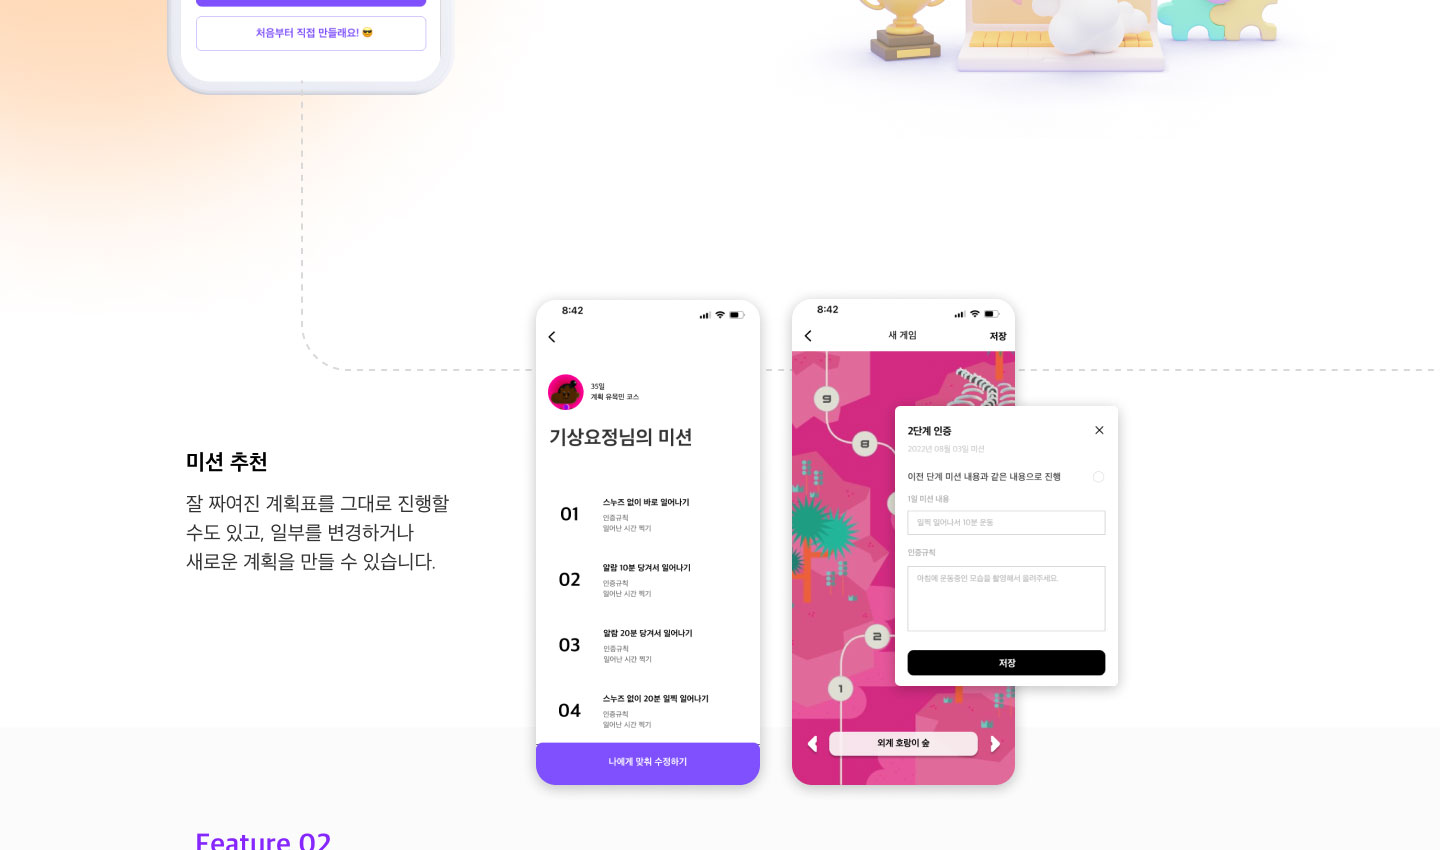 처음부터 직접 만들래요! 😎
미션 추천
잘 짜여진 계획표를 그대로 진행할
수도 있고, 일부를 변경하거나
새로운 계획을 만들 수 있습니다.
8:42
35일
계획 유목민 코스
기상요정님의 미션
01
스누즈 없이 바로 일어나기
인증규칙
일어난 시간 찍기
02
알람 10분 당겨서 일어나기
인증규칙
일어난 시간 찍기
03
알람 20분 당겨서 일어나기
인증규칙
일어난 시간 찍기
04
스누즈 없이 20분 일찍 일어나기
인증규칙
일어난 시간 찍기
나에게 맞춰 수정하기
8:42
새 게임
저장
9
8
2
1
2단계 인증
2022년 08월 03일 미션
이전 단계 미션 내용과 같은 내용으로 진행
1일 미션 내용
일찍 일어나서 10분 운동
인증규칙
아침에 운동중인 모습을 촬영해서 올려주세요.
저장
외계 호랑이 숲
Feature 02